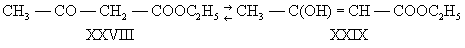 CH₃ — CO — CH₂ — COOC₂H₅ ⇄ CH₃ — C(OH) = CH — COOC₂H₅
XXVIII XXIX